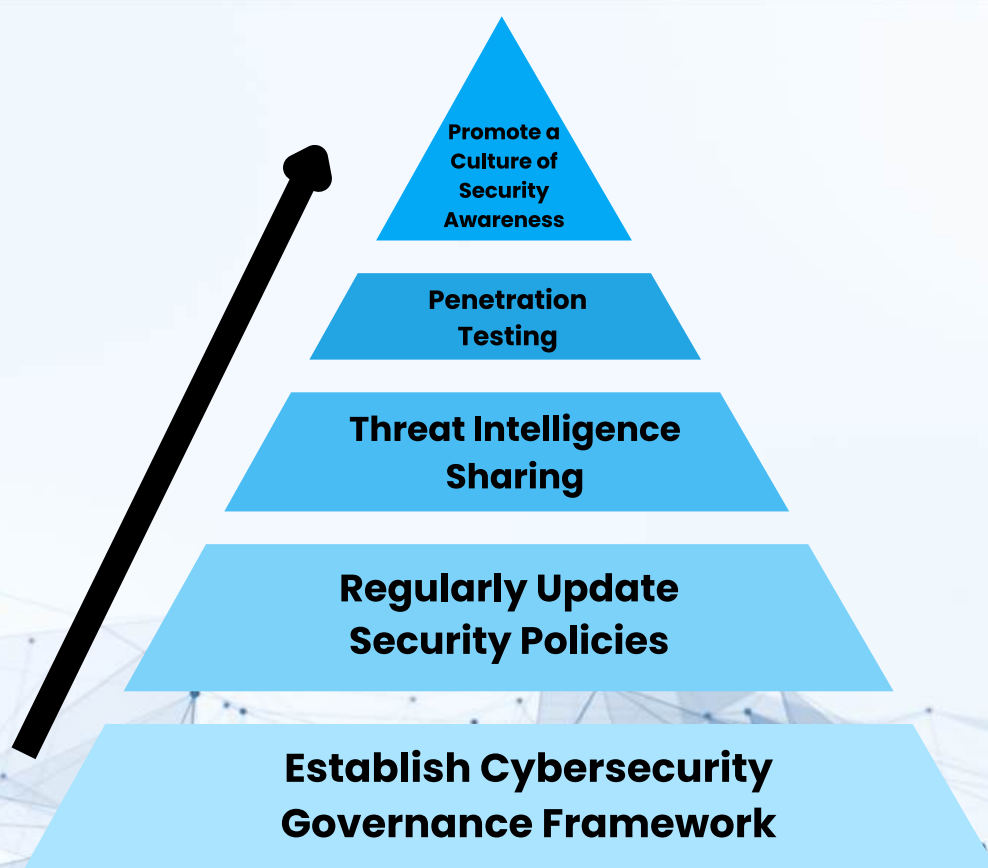 Promote a
Culture of
Security
Awareness
Penetration
Testing
Threat Intelligence
Sharing
Regularly Update
Security Policies
Establish Cybersecurity
Governance Framework